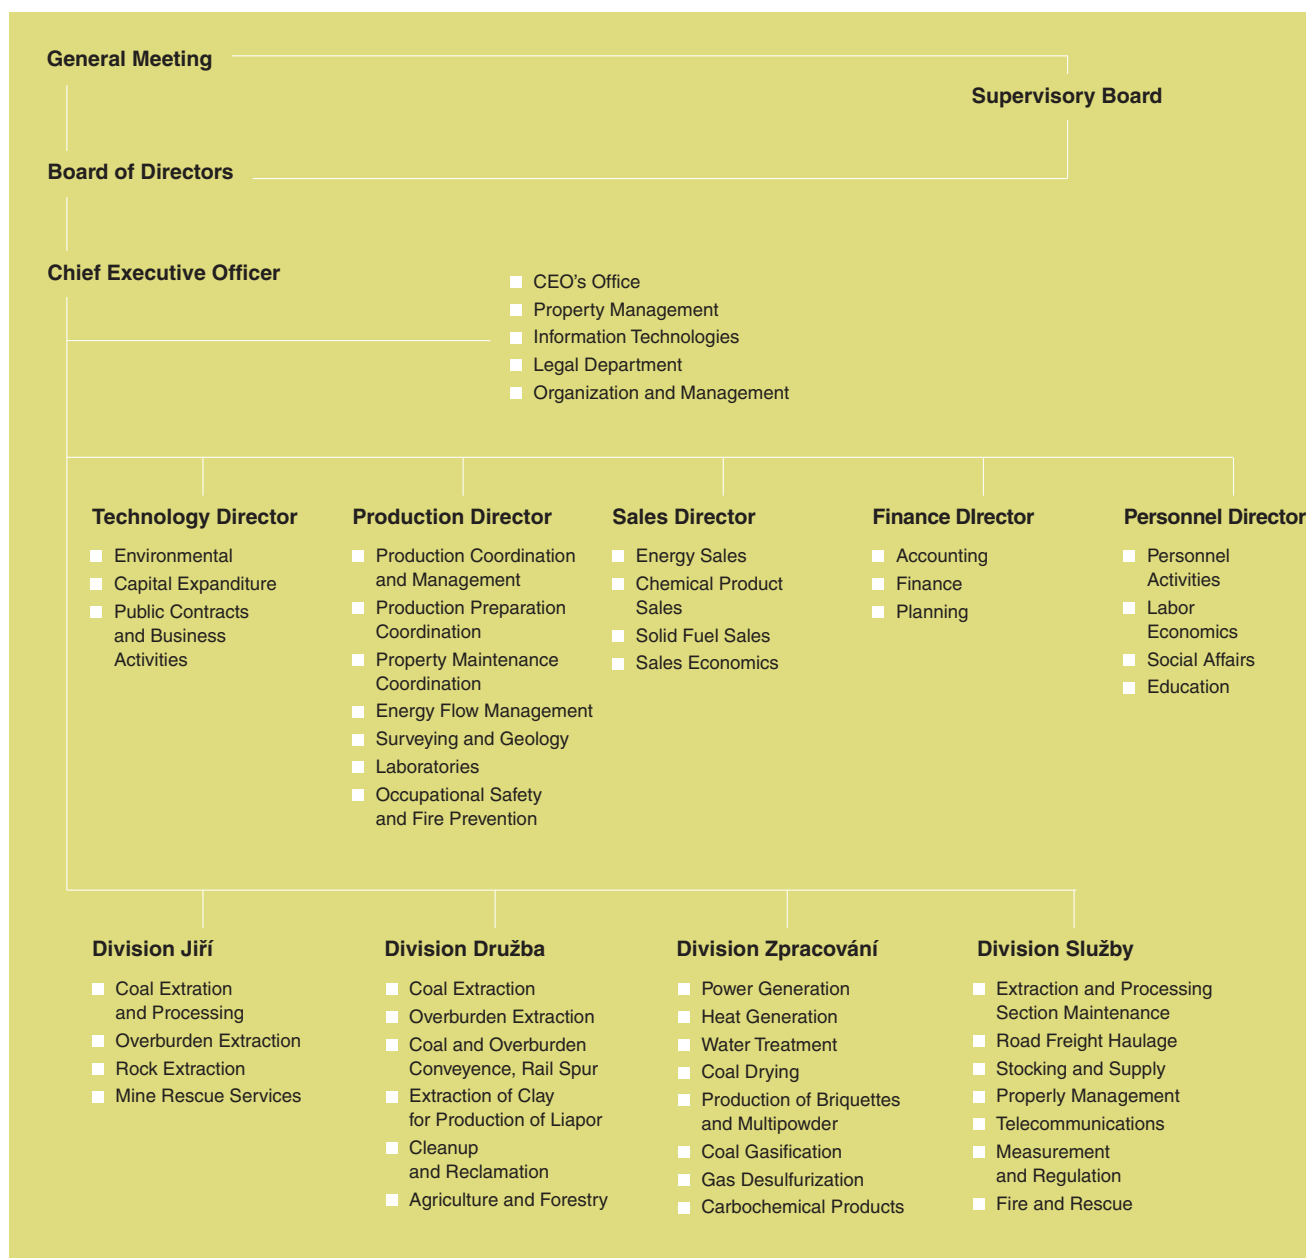 General Meeting
Supervisory Board
Board of Directors
Chief Executive Officer
CEO’s Office
Property Management
Information Technologies
Legal Department
Organization and Management
Technology Director
Environmental
Capital Expanditure
Public Contracts
and Business
Activities
Production Director
Production Coordination
and Management
Production Preparation
Coordination
Property Maintenance
Coordination
Energy Flow Management
Surveying and Geology
Laboratories
Occupational Safety
and Fire Prevention
Sales Director
Energy Sales
Chemical Product
Sales
Solid Fuel Sales
Sales Economics
Finance DIrector
Accounting
Finance
Planning
Personnel Director
Personnel
Activities
Labor
Economics
Social Affairs
Education
Division Jiří
Coal Extration
and Processing
Overburden Extraction
Rock Extraction
Mine Rescue Services
Division Družba
Coal Extraction
Overburden Extraction
Coal and Overburden
Conveyence, Rail Spur
Extraction of Clay
for Production of Liapor
Cleanup
and Reclamation
Agriculture and Forestry
Division Zpracování
Power Generation
Heat Generation
Water Treatment
Coal Drying
Production of Briquettes
and Multipowder
Coal Gasification
Gas Desulfurization
Carbochemical Products
Division Služby
Extraction and Processing
Section Maintenance
Road Freight Haulage
Stocking and Supply
Properly Management
Telecommunications
Measurement
and Regulation
Fire and Rescue